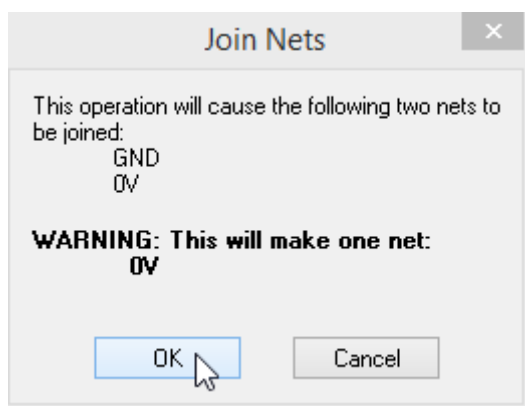 Join Nets
This operation will cause the following two nets to
be joined:
GND
0V
WARNING: This will make one net:
0V
OK
Cancel